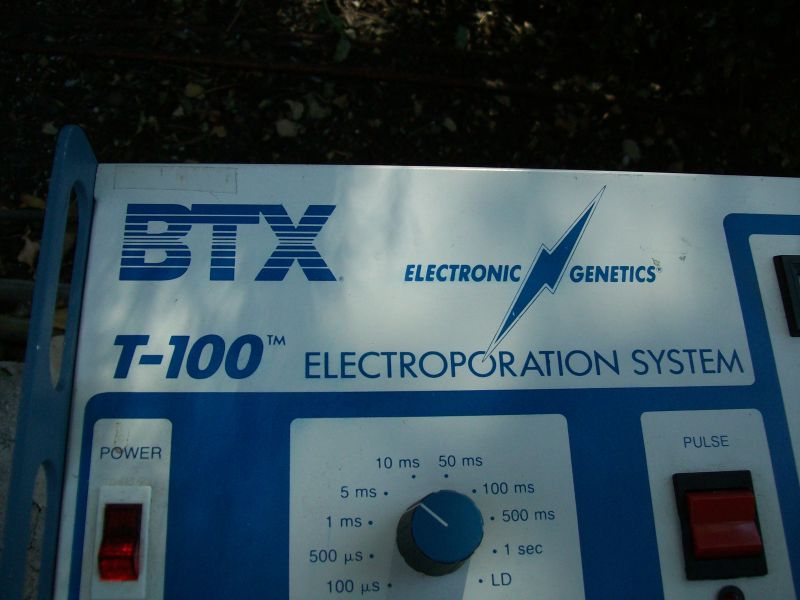 BTX
ELECTRONIC GENETICS
T-100™ ELECTROPORATION SYSTEM
POWER
PULSE
10 ms 50 ms
5 ms 100 ms
1 ms 500 ms
500 µs 1 sec
100 µs LD